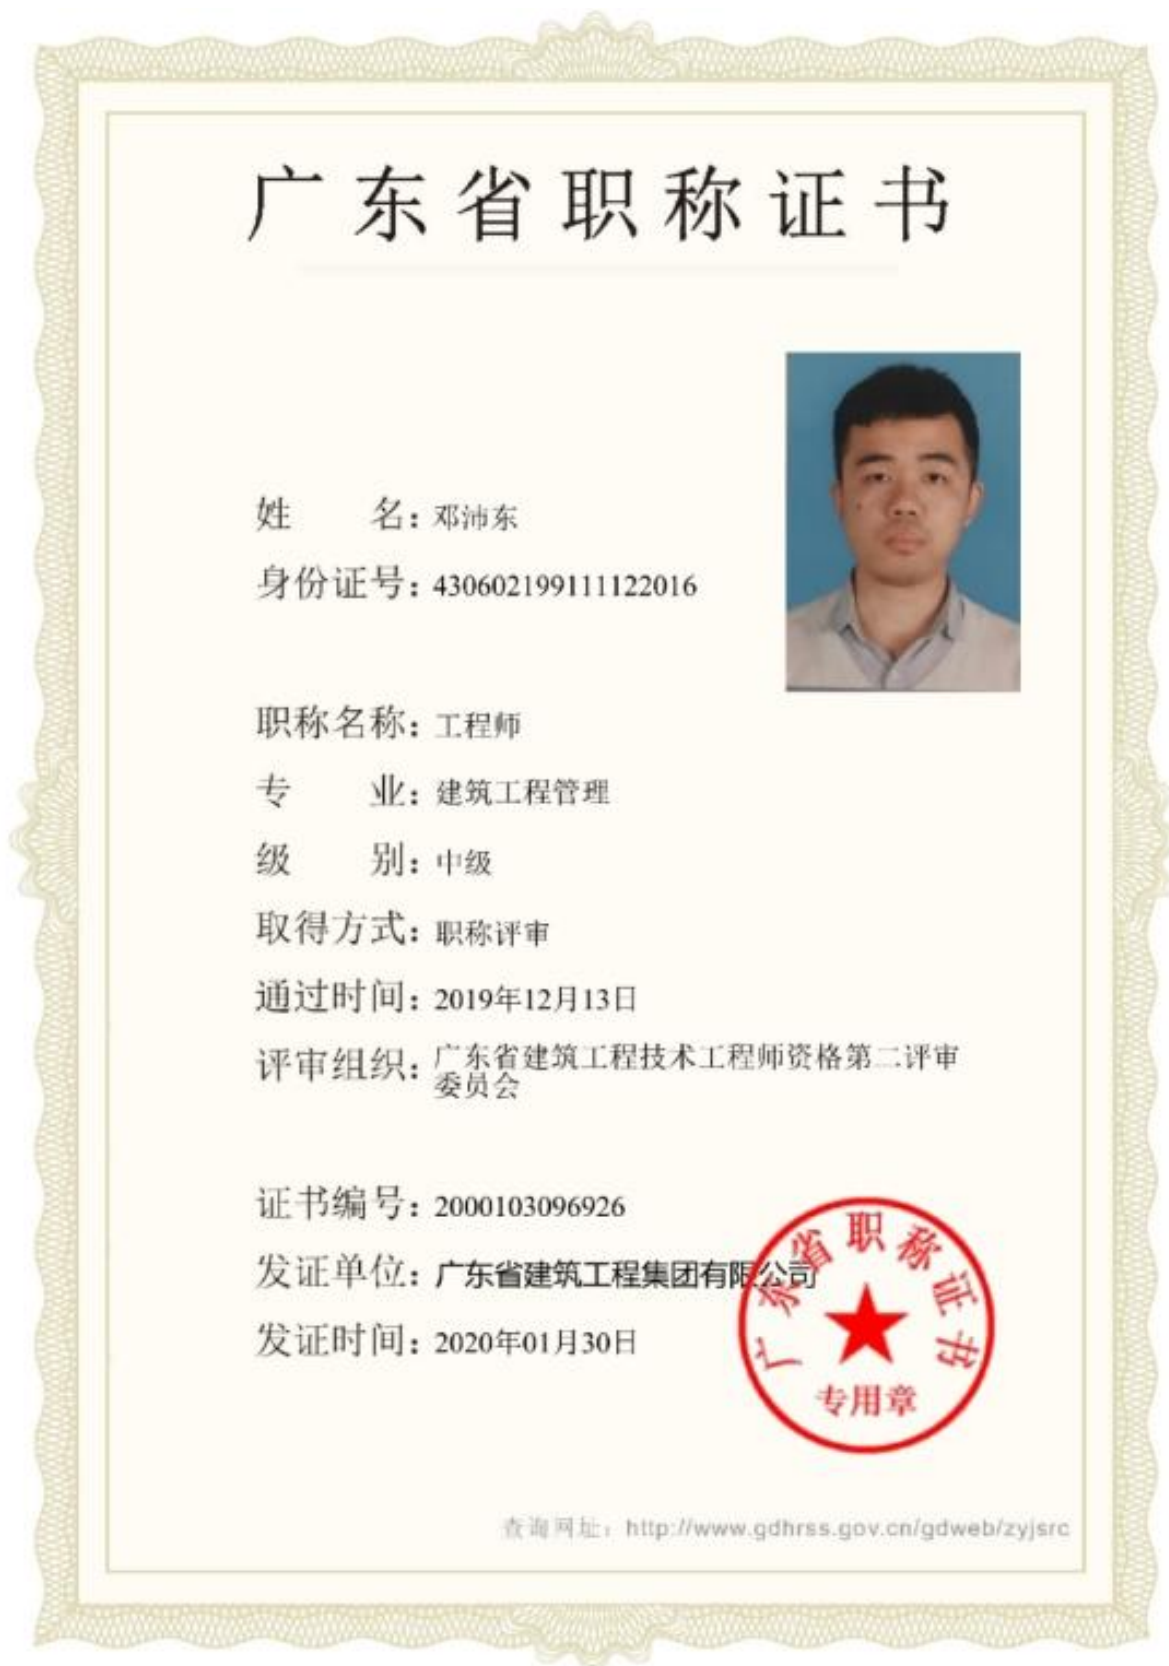 广东省职称证书
姓 名：邓沛东
身份证号：430602199111122016
职称名称：工程师
专 业：建筑工程管理
级 别：中级
取得方式：职称评审
通过时间：2019年12月13日
评审组织：广东省建筑工程技术工程师资格第二评审
委员会
证书编号：2000103096926
发证单位：广东省建筑工程集团有限公司
发证时间：2020年01月30日
广东省职称证书
专用章
查询网址：http://www.gdhrss.gov.cn/gdweb/zyjsrc